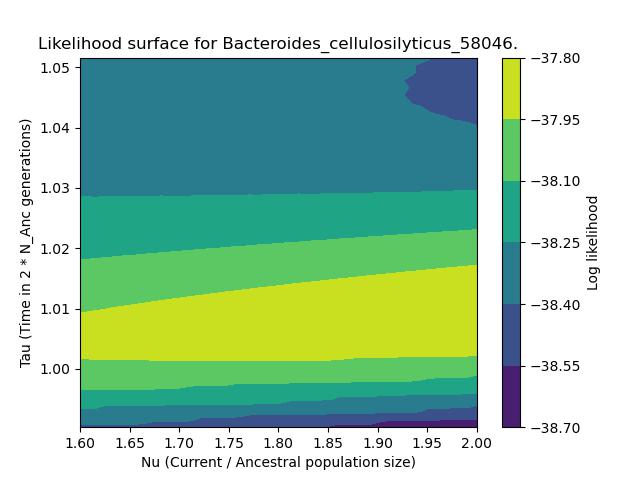 Likelihood surface for Bacteroides_cellulosilyticus_58046.
1.05
1.04
1.03
1.02
1.01
1.00
Tau (Time in 2 * N_Anc generations)
1.60 1.65 1.70 1.75 1.80 1.85 1.90 1.95 2.00
Nu (Current / Ancestral population size)
−37.80
−37.95
−38.10
−38.25
−38.40
−38.55
−38.70
Log likelihood